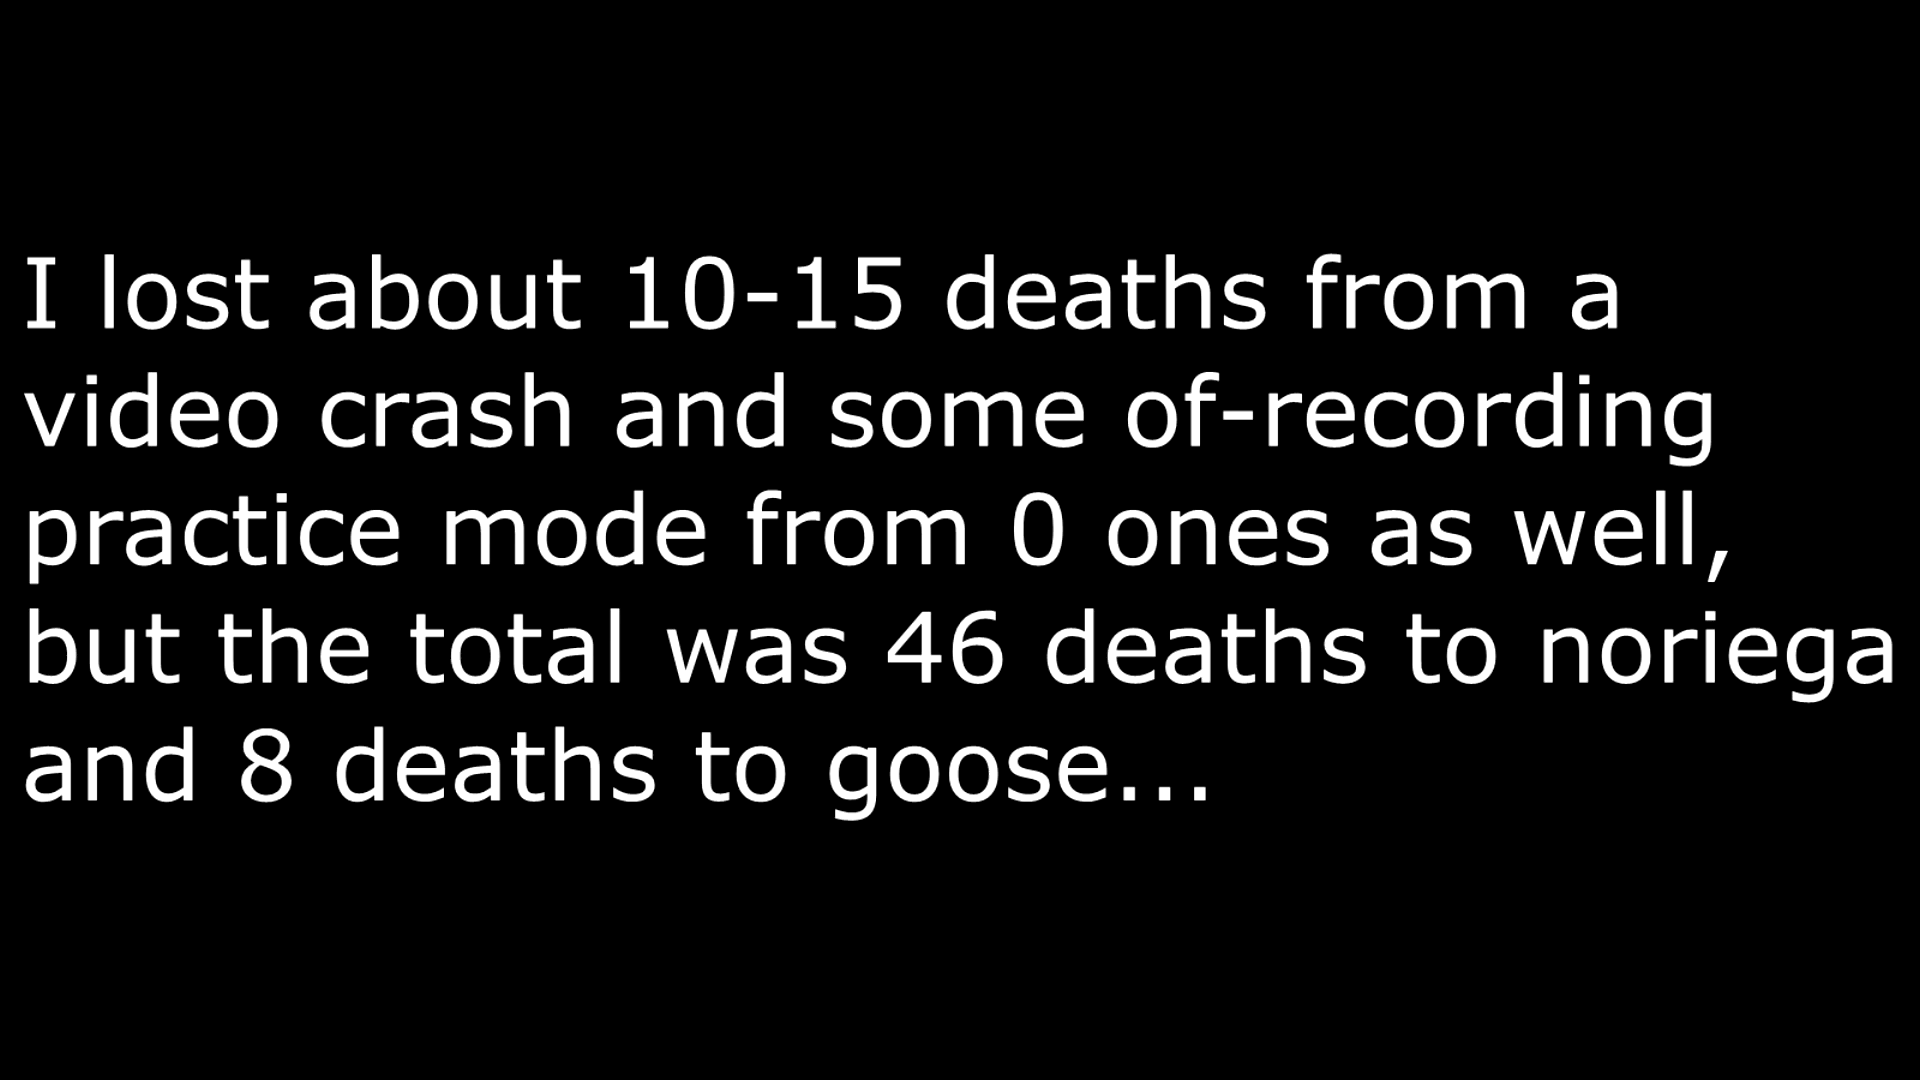 I lost about 10-15 deaths from a
video crash and some of-recording
practice mode from 0 ones as well,
but the total was 46 deaths to noriega
and 8 deaths to goose...